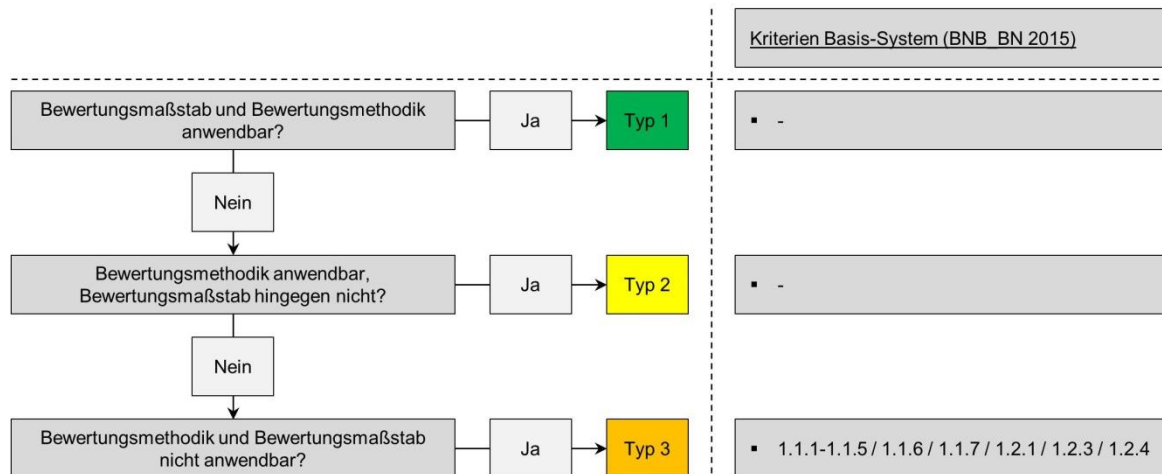 Kriterien Basis-System (BNB_BN 2015)
Bewertungsmaßstab und Bewertungsmethodik
anwendbar?
Ja
Typ 1
▪ -
Nein
Bewertungsmethodik anwendbar,
Bewertungsmaßstab hingegen nicht?
Ja
Typ 2
▪ -
Nein
Bewertungsmethodik und Bewertungsmaßstab
nicht anwendbar?
Ja
Typ 3
▪ 1.1.1-1.1.5 / 1.1.6 / 1.1.7 / 1.2.1 / 1.2.3 / 1.2.4